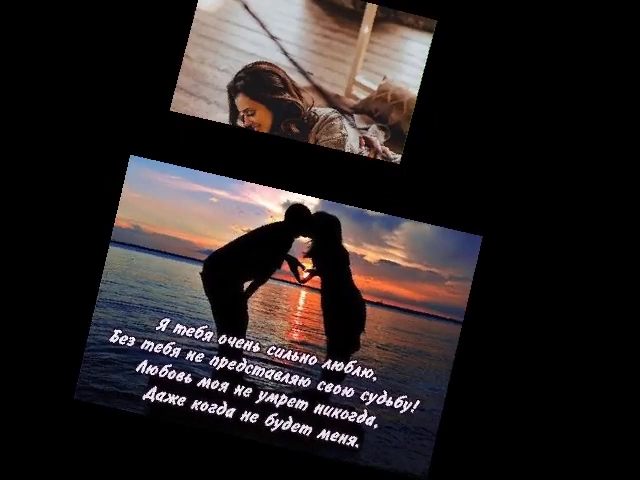 Я тебя очень сильно люблю,
Без тебя не представляю свою судьбу!
Любовь моя не умрет никогда,
Даже когда не будет меня.